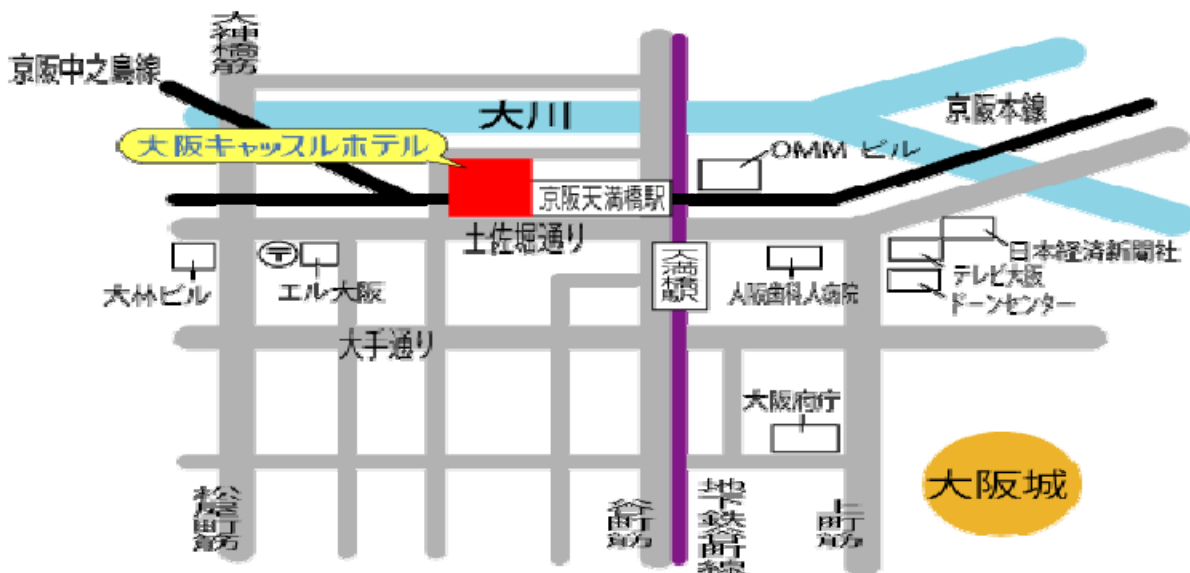 天神橋筋
京阪中之島線
大川
京阪本線
大阪キャッスルホテル
OMM ビル
京阪天満橋駅
土佐堀通り
日本経済新聞社
天満橋駅
テレビ大阪
大林ビル
〒
エル大阪
大阪歯科大病院
ドーンセンター
大手通り
大阪府庁
大阪城
松屋町筋
谷町筋
地下鉄谷町線
上町筋